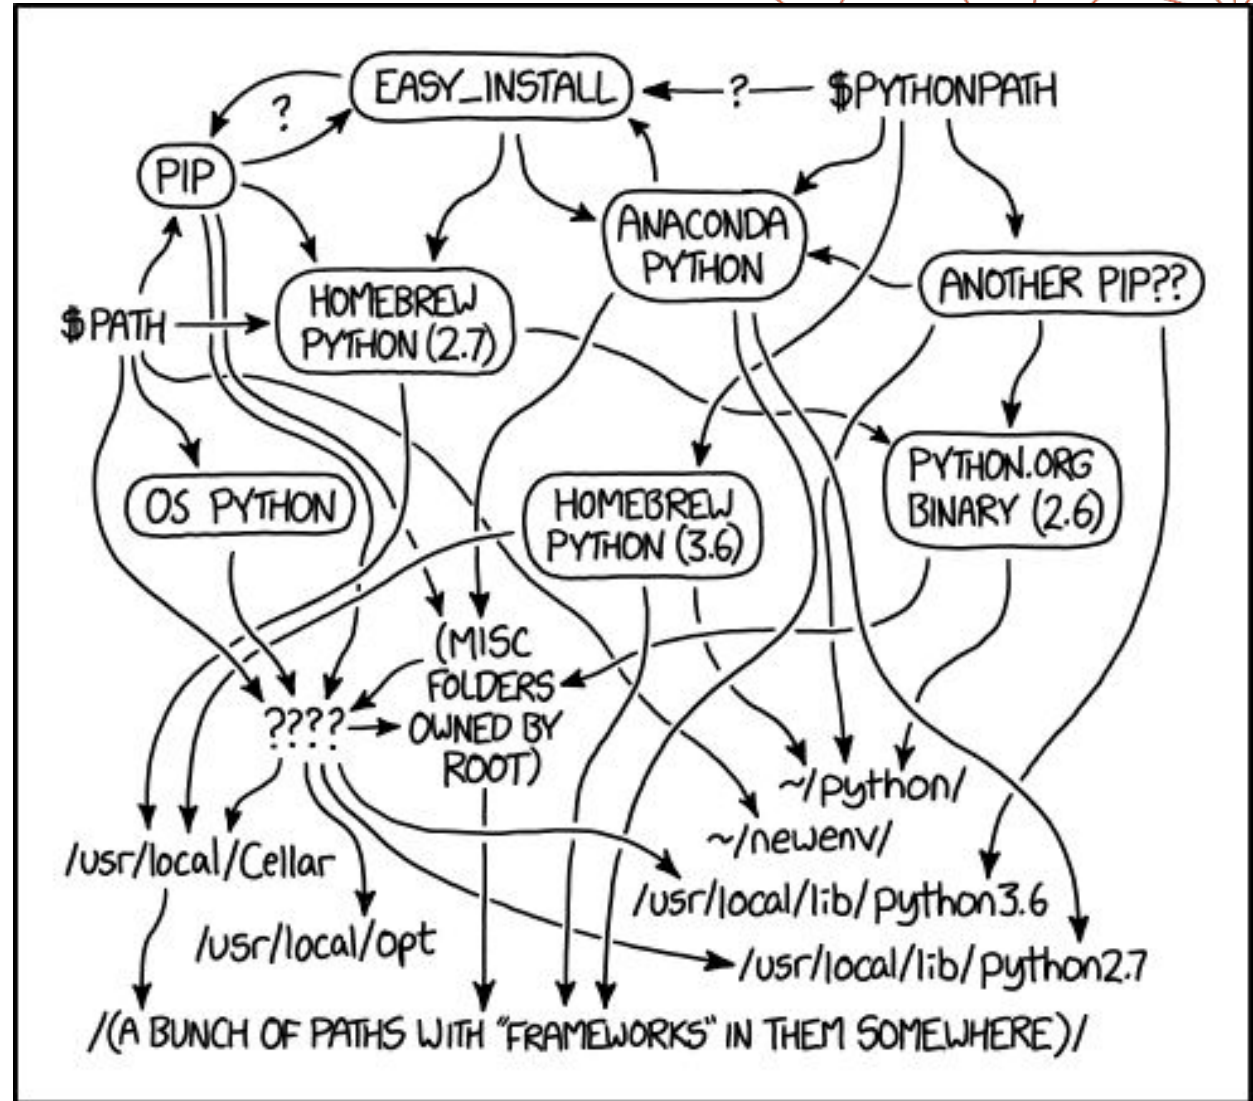 EASY_INSTALL
?
$PYTHONPATH
?
PIP
ANACONDA
PYTHON
ANOTHER PIP??
HOMEBREW
PYTHON (2.7)
$PATH
PYTHON.ORG
BINARY (2.6)
HOMEBREW
PYTHON (3.6)
OS PYTHON
(MISC
FOLDERS
OWNED BY
ROOT)
????
~/python/
~/newenv/
/usr/local/Cellar
/usr/local/lib/python3.6
/usr/local/opt
/usr/local/lib/python2.7
/(A BUNCH OF PATHS WITH "FRAMEWORKS" IN THEM SOMEWHERE)/